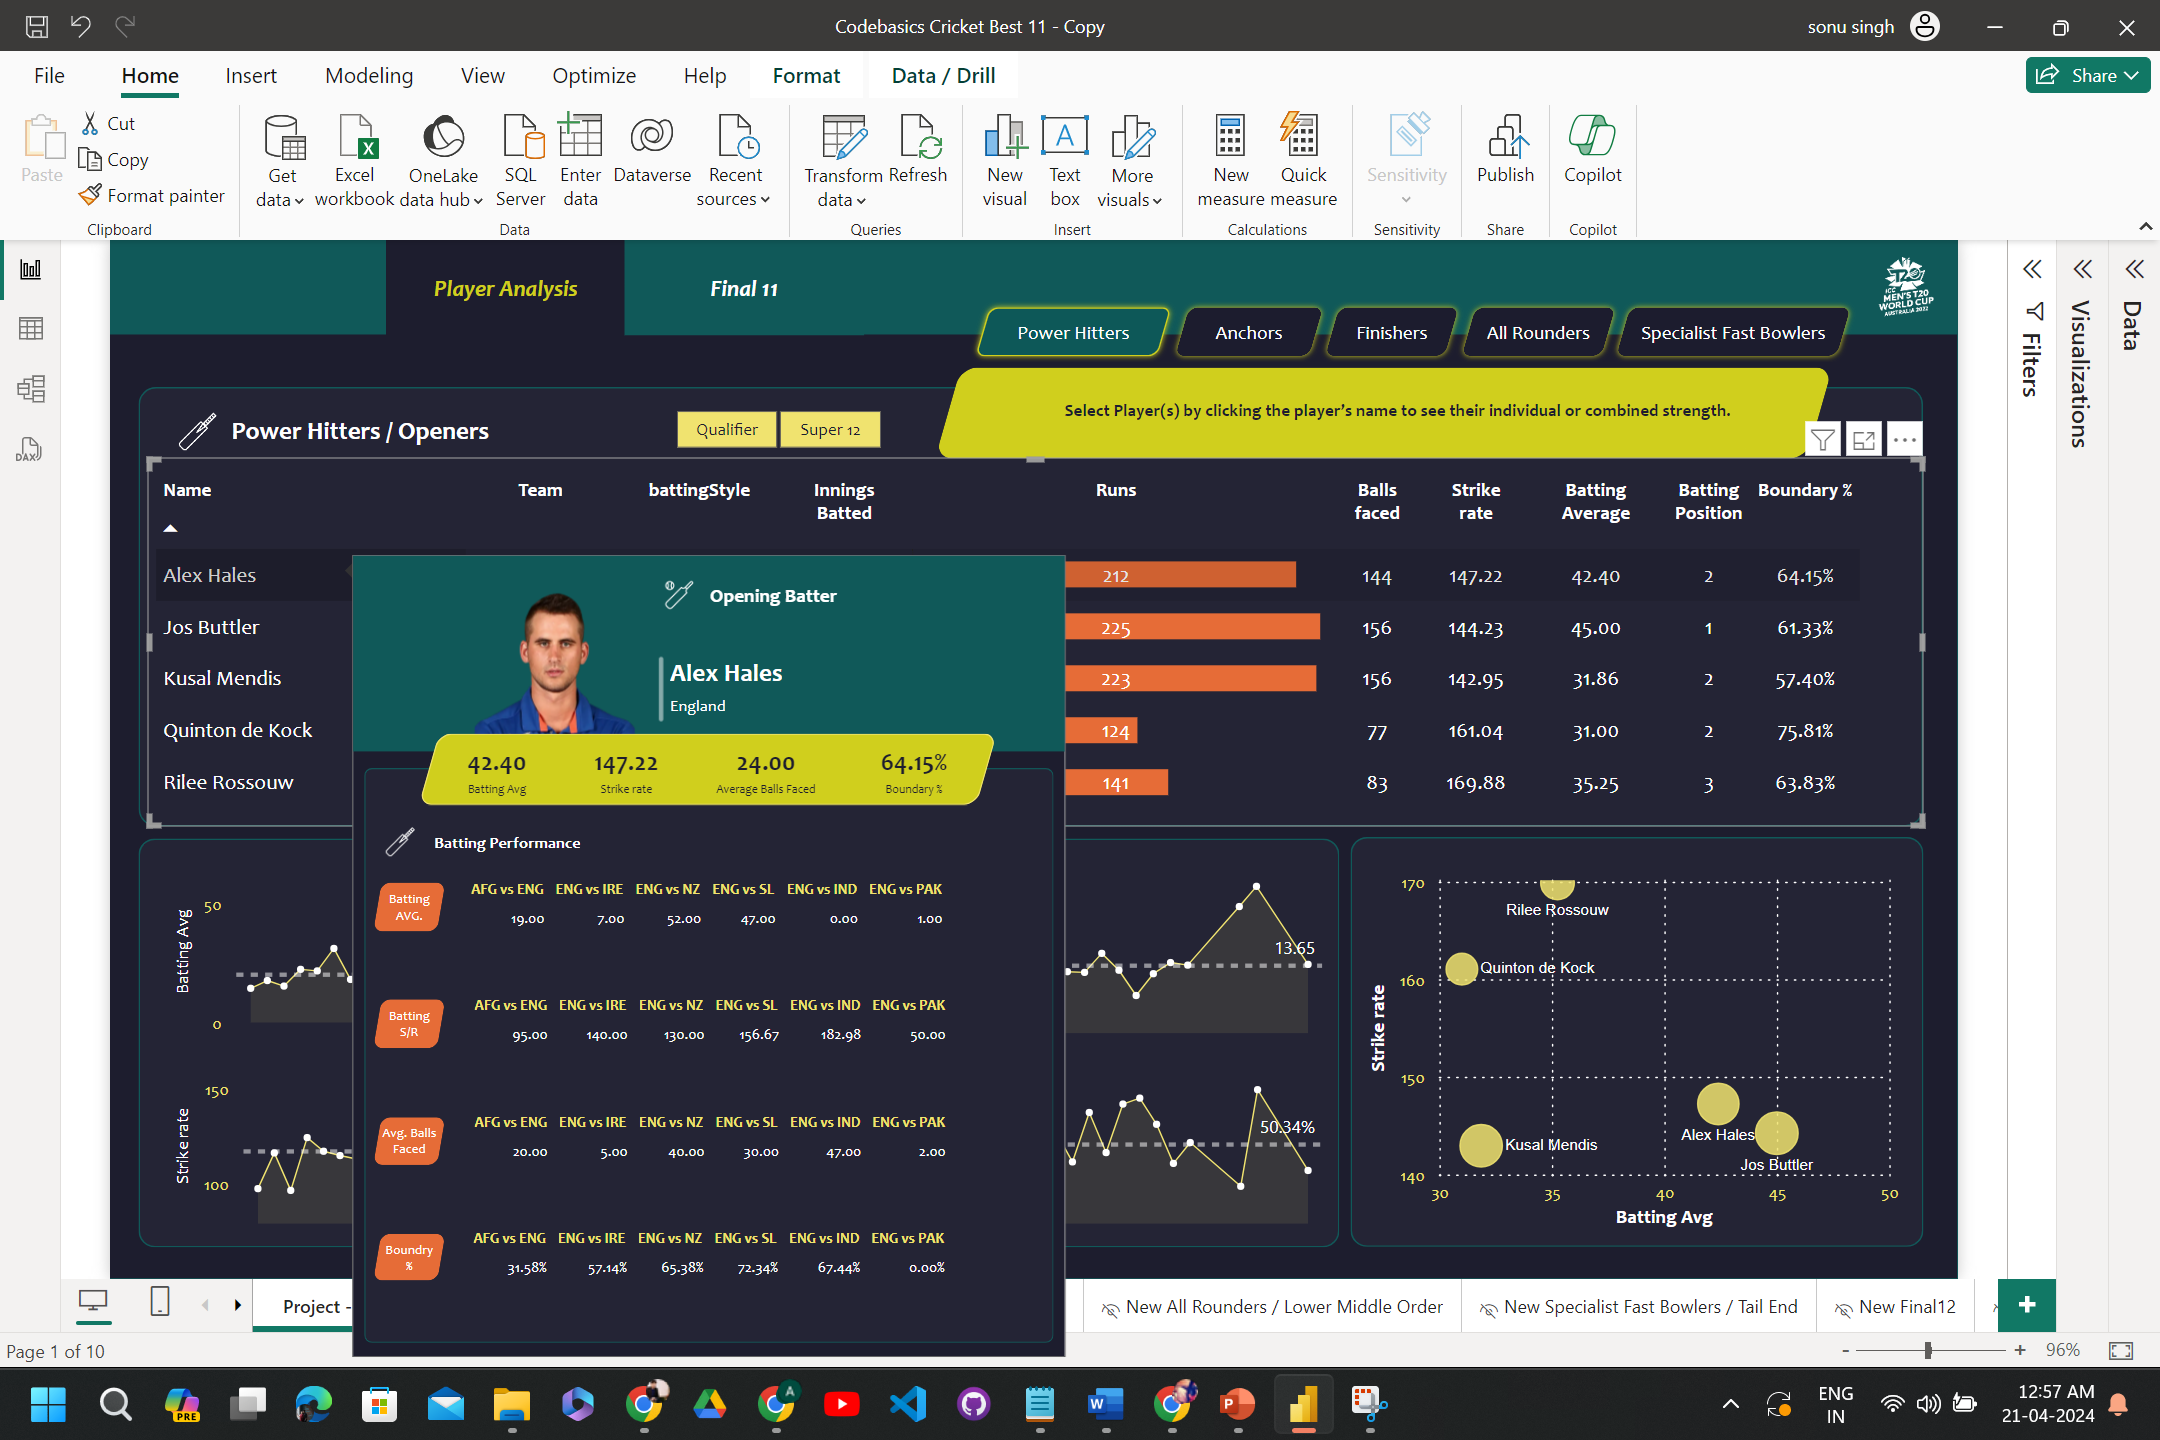 Codebasics Cricket Best 11 - Copy
sonu singh
File Home Insert Modeling View Optimize Help Format Data / Drill
Share
Paste
Cut
Copy
Format painter
Clipboard
Get data
Excel workbook
OneLake data hub
SQL Server
Enter data
Dataverse
Recent sources
Data
Transform data
Refresh
Queries
New visual
Text box
More visuals
Insert
New measure
Quick measure
Calculations
Sensitivity
Sensitivity
Publish
Share
Copilot
Copilot
Player Analysis
Final 11
ICC
MEN'S T20
WORLD CUP
AUSTRALIA 2022
Power Hitters
Anchors
Finishers
All Rounders
Specialist Fast Bowlers
Filters
Visualizations
Data
DAX
Select Player(s) by clicking the player's name to see their individual or combined strength.
Power Hitters / Openers
Qualifier
Super 12
Name Team battingStyle Innings Batted Runs Balls faced Strike rate Batting Average Batting Position Boundary %
Alex Hales 212 144 147.22 42.40 2 64.15%
Jos Buttler 225 156 144.23 45.00 1 61.33%
Kusal Mendis 223 156 142.95 31.86 2 57.40%
Quinton de Kock 124 77 161.04 31.00 2 75.81%
Rilee Rossouw 141 83 169.88 35.25 3 63.83%
Opening Batter
Alex Hales
England
42.40 147.22 24.00 64.15%
Batting Avg Strike rate Average Balls Faced Boundary %
Batting Performance
Batting AVG.
AFG vs ENG ENG vs IRE ENG vs NZ ENG vs SL ENG vs IND ENG vs PAK
19.00 7.00 52.00 47.00 0.00 1.00
Batting S/R
AFG vs ENG ENG vs IRE ENG vs NZ ENG vs SL ENG vs IND ENG vs PAK
95.00 140.00 130.00 156.67 182.98 50.00
Avg. Balls Faced
AFG vs ENG ENG vs IRE ENG vs NZ ENG vs SL ENG vs IND ENG vs PAK
20.00 5.00 40.00 30.00 47.00 2.00
Boundry %
AFG vs ENG ENG vs IRE ENG vs NZ ENG vs SL ENG vs IND ENG vs PAK
31.58% 57.14% 65.38% 72.34% 67.44% 0.00%
Batting Avg
50
0
Strike rate
150
100
13.65
50.34%
Strike rate
170
160
150
140
Rilee Rossouw
Quinton de Kock
Kusal Mendis
Alex Hales
Jos Buttler
30 35 40 45 50
Batting Avg
Project -
New All Rounders / Lower Middle Order
New Specialist Fast Bowlers / Tail End
New Final12
+
Page 1 of 10
- + 96%
PRE
A
W
P
ENG
IN
12:57 AM
21-04-2024